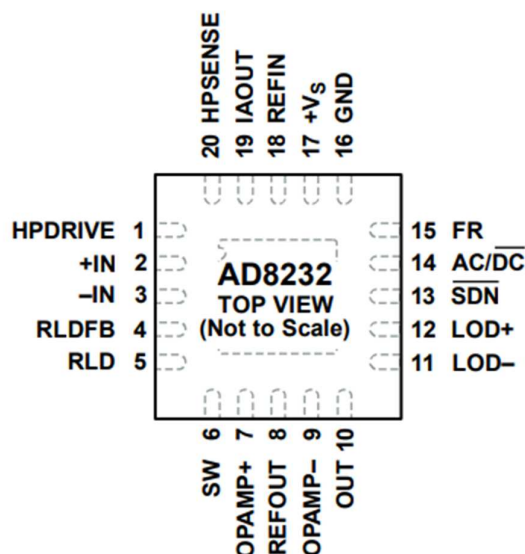 20 HPSENSE
19 IAOUT
18 REFIN
17 +VS
16 GND
HPDRIVE 1
+IN 2
–IN 3
RLDFB 4
RLD 5
AD8232
TOP VIEW
(Not to Scale)
15 FR
14 AC/D̅C̅
13 S̅D̅N̅
12 LOD+
11 LOD–
SW 6
OPAMP+ 7
REFOUT 8
OPAMP– 9
OUT 10